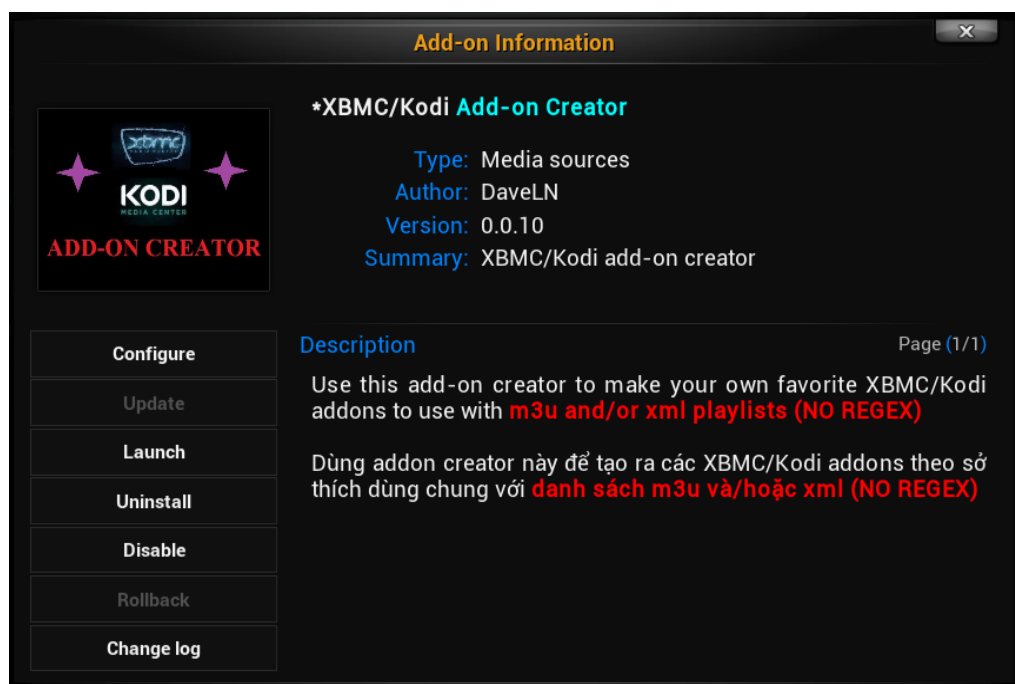 Add-on Information
x
*XBMC/Kodi Add-on Creator
xbmc
KODI
MEDIA CENTER
ADD-ON CREATOR
Type: Media sources
Author: DaveLN
Version: 0.0.10
Summary: XBMC/Kodi add-on creator
Configure
Update
Launch
Uninstall
Disable
Rollback
Change log
Description
Page (1/1)
Use this add-on creator to make your own favorite XBMC/Kodi
addons to use with m3u and/or xml playlists (NO REGEX)
Dùng addon creator này để tạo ra các XBMC/Kodi addons theo sở
thích dùng chung với danh sách m3u và/hoặc xml (NO REGEX)